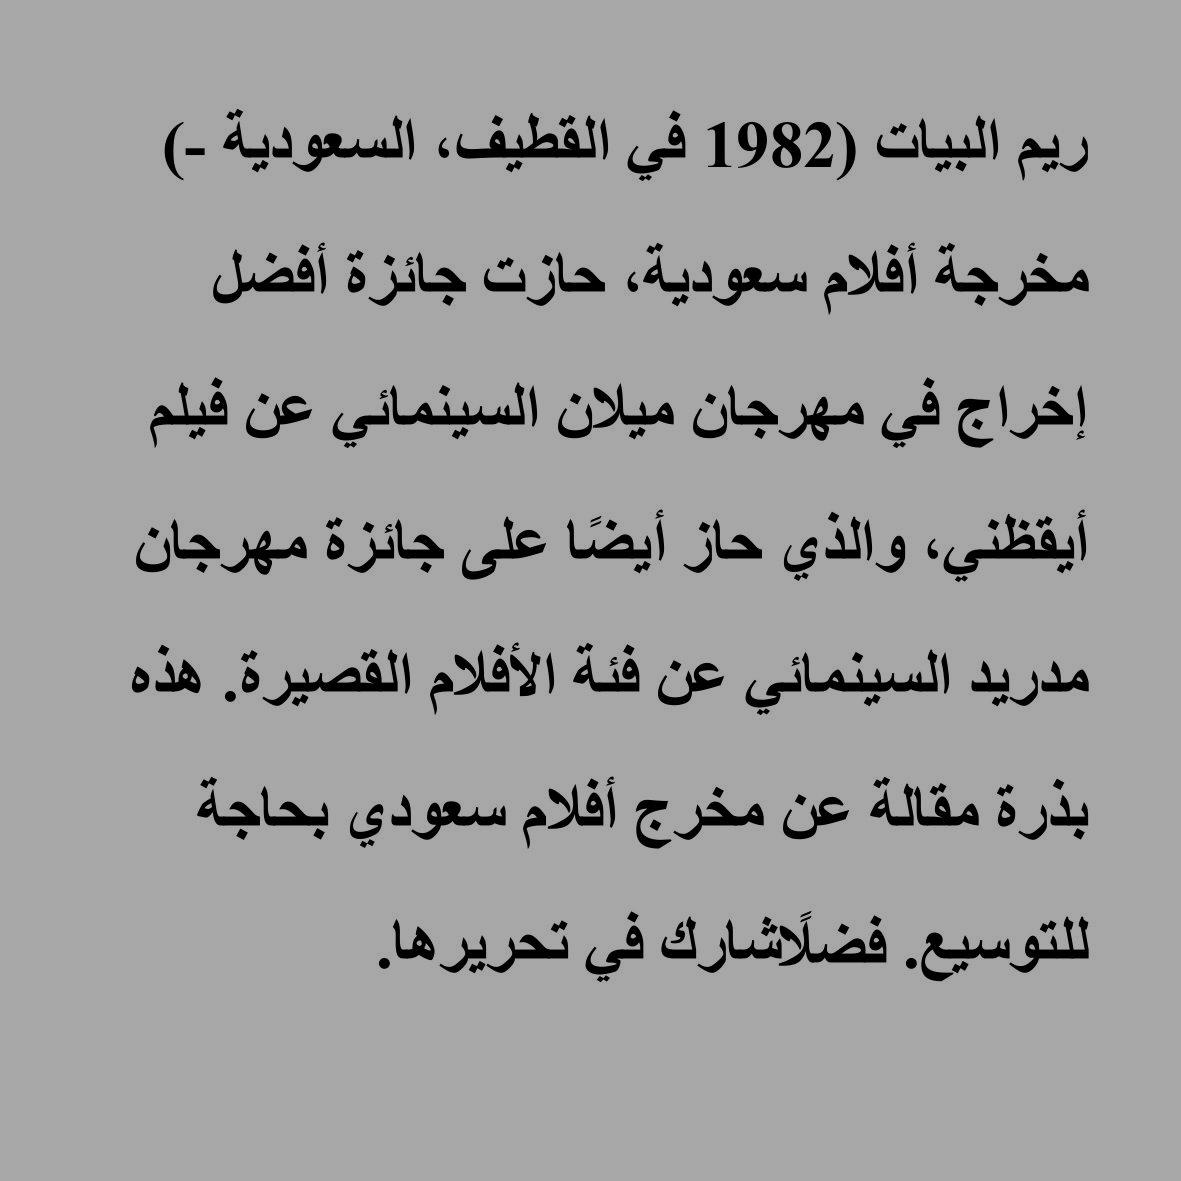 ريم البيات (1982 في القطيف، السعودية -)
مخرجة أفلام سعودية، حازت جائزة أفضل
إخراج في مهرجان ميلان السينمائي عن فيلم
أيقظني، والذي حاز أيضًا على جائزة مهرجان
مدريد السينمائي عن فئة الأفلام القصيرة. هذه
بذرة مقالة عن مخرج أفلام سعودي بحاجة
للتوسيع. فضلًاشارك في تحريرها.